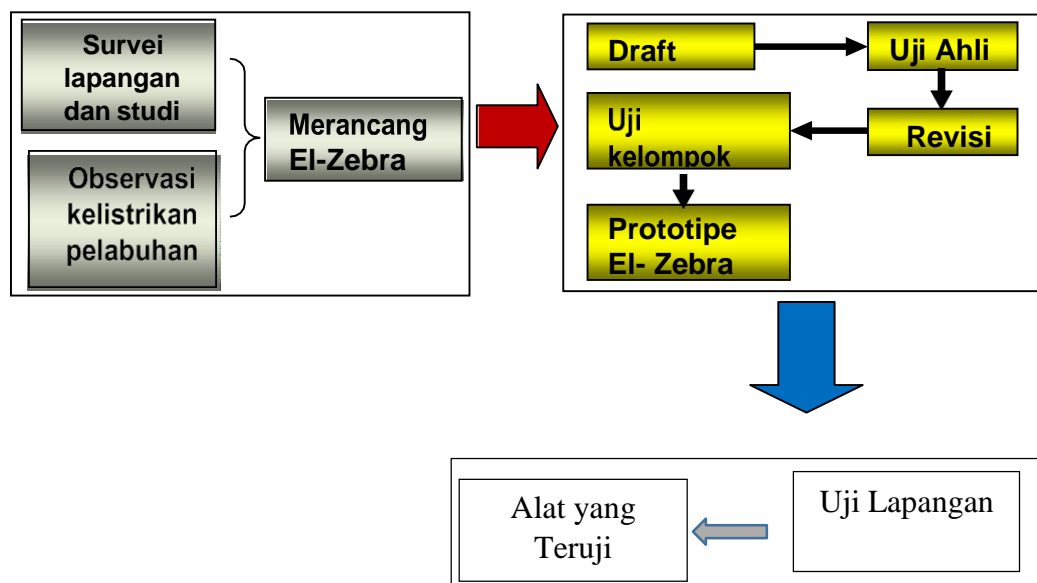 Survei
lapangan
dan studi
Observasi
kelistrikan
pelabuhan
Merancang
El-Zebra
Draft
Uji Ahli
Revisi
Uji
kelompok
Prototipe
El- Zebra
Uji Lapangan
Alat yang
Teruji